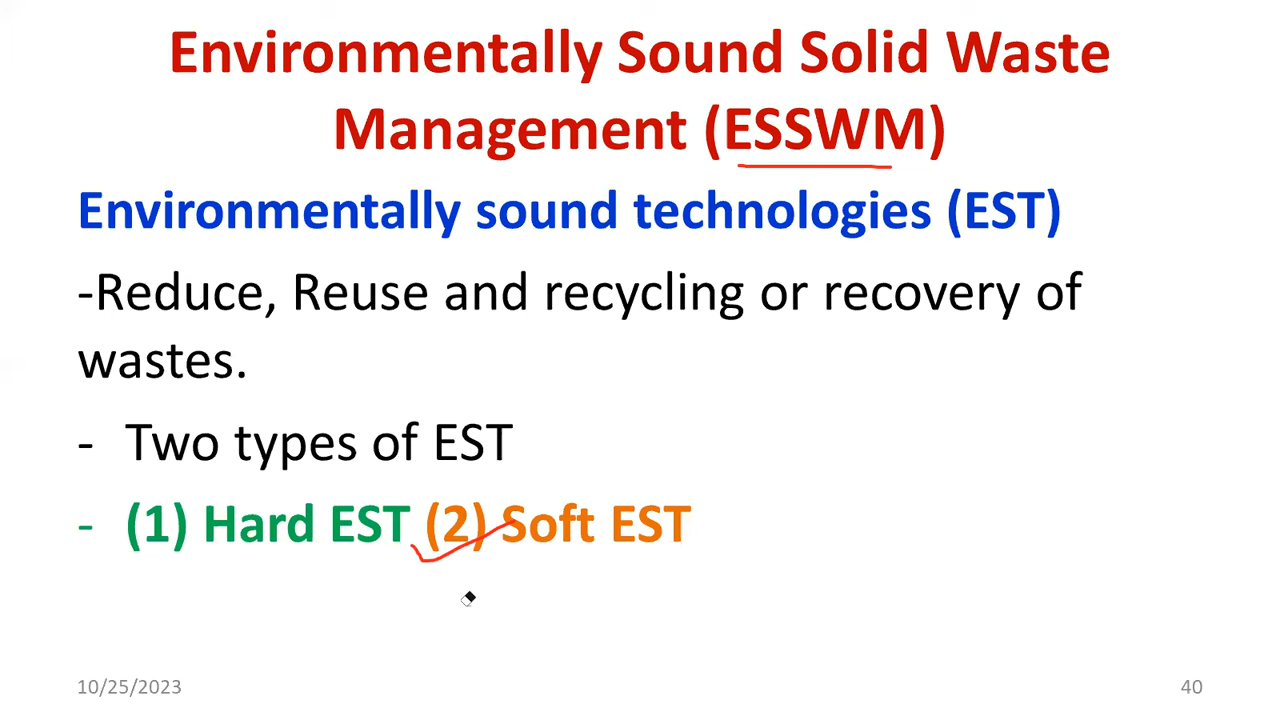 Environmentally Sound Solid Waste
Management (ESSWM)
Environmentally sound technologies (EST)
-Reduce, Reuse and recycling or recovery of
wastes.
- Two types of EST
- (1) Hard EST (2) Soft EST
10/25/2023
40